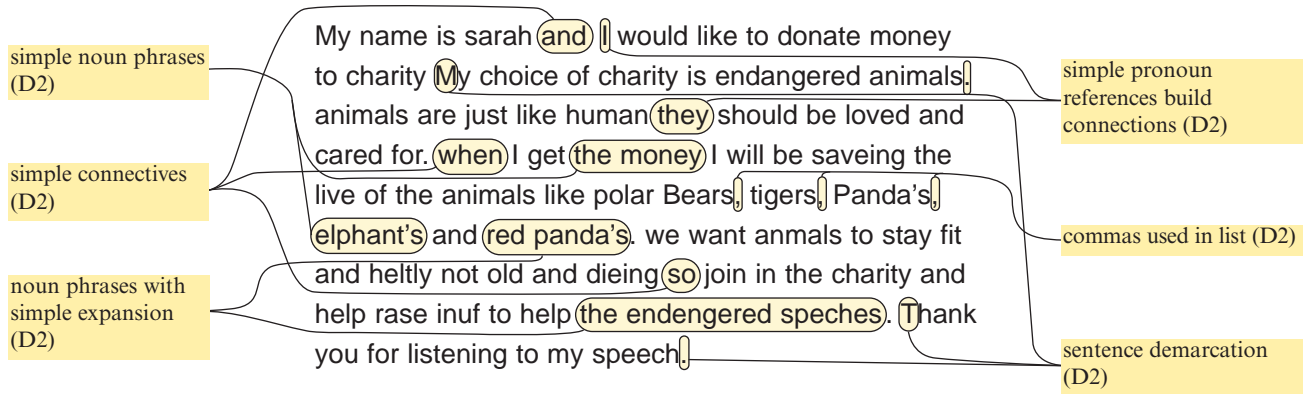 simple noun phrases
(D2)
simple connectives
(D2)
noun phrases with
simple expansion
(D2)
My name is sarah and I would like to donate money
to charity My choice of charity is endangered animals.
animals are just like human they should be loved and
cared for. when I get the money I will be saveing the
live of the animals like polar Bears, tigers, Panda’s,
elphant’s and red panda’s. we want anmals to stay fit
and heltly not old and dieing so join in the charity and
help rase inuf to help the endengered speches. Thank
you for listening to my speech.
simple pronoun
references build
connections (D2)
commas used in list (D2)
sentence demarcation
(D2)